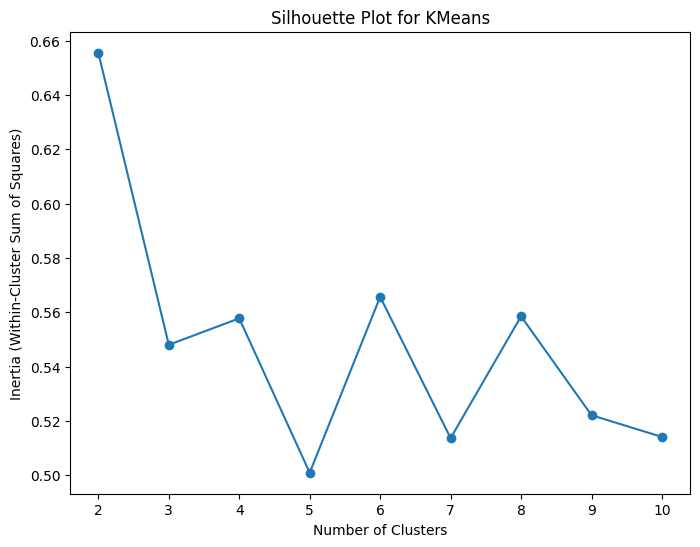 Silhouette Plot for KMeans
Inertia (Within-Cluster Sum of Squares)
0.66
0.64
0.62
0.60
0.58
0.56
0.54
0.52
0.50
2 3 4 5 6 7 8 9 10
Number of Clusters